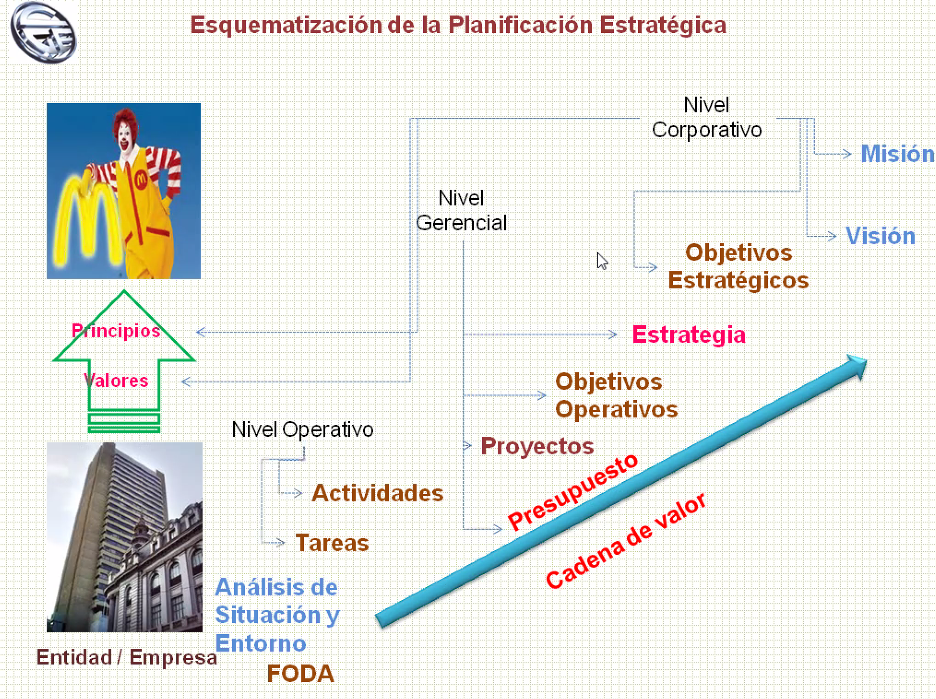 Esquematización de la Planificación Estratégica
Nivel
Corporativo
Misión
Visión
Nivel
Gerencial
Objetivos
Estratégicos
Principios
Estrategia
Valores
Objetivos
Operativos
Nivel Operativo
Proyectos
Actividades
Presupuesto
Cadena de valor
Tareas
Análisis de
Situación y
Entorno
Entidad / Empresa
FODA